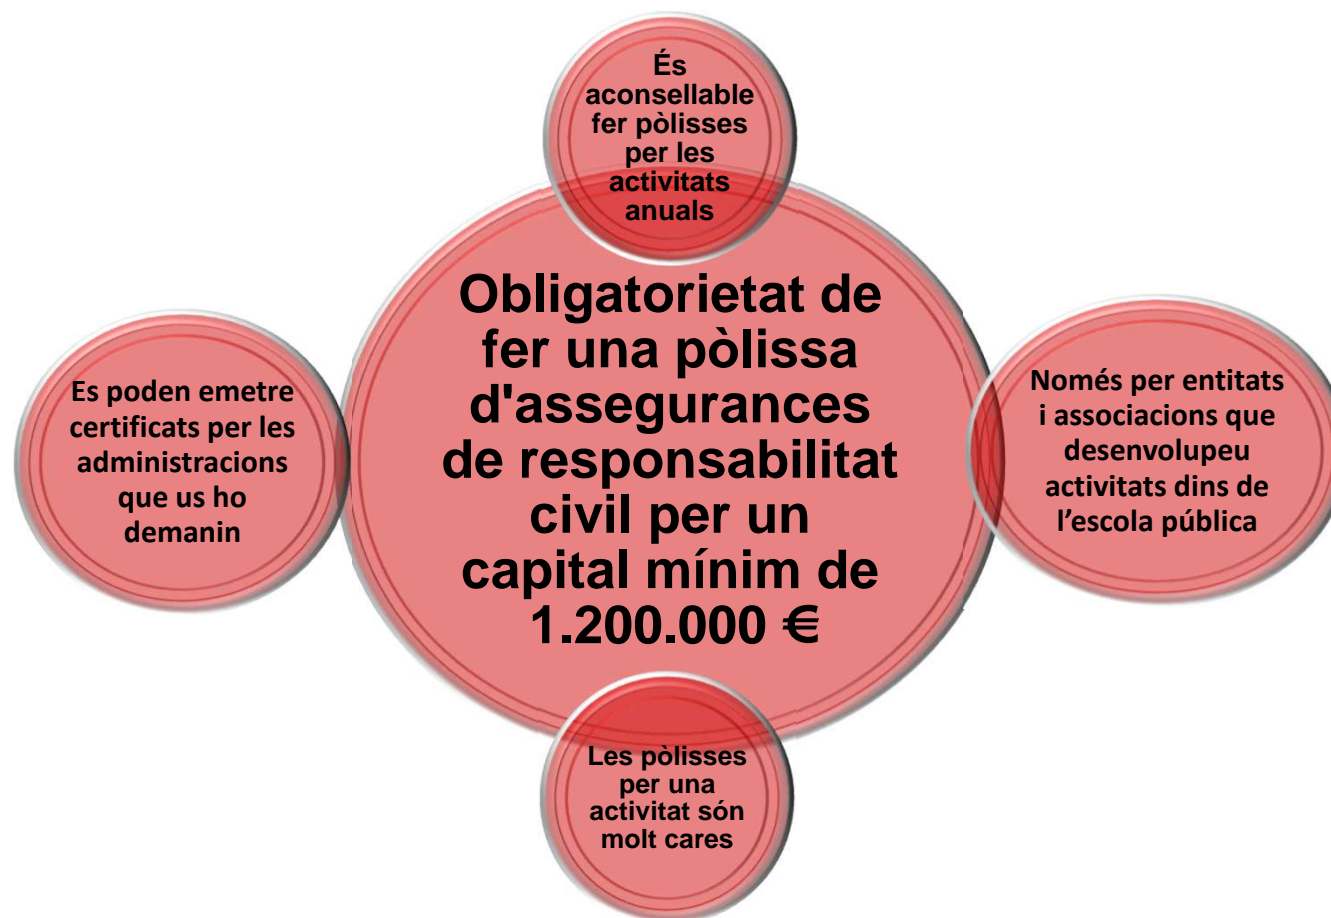 És
aconsellable
fer pòlisses
per les
activitats
anuals
Obligatorietat de
fer una pòlissa
d'assegurances
de responsabilitat
civil per un
capital mínim de
1.200.000 €
Es poden emetre
certificats per les
administracions
que us ho
demanin
Només per entitats
i associacions que
desenvolupeu
activitats dins de
l’escola pública
Les pòlisses
per una
activitat són
molt cares